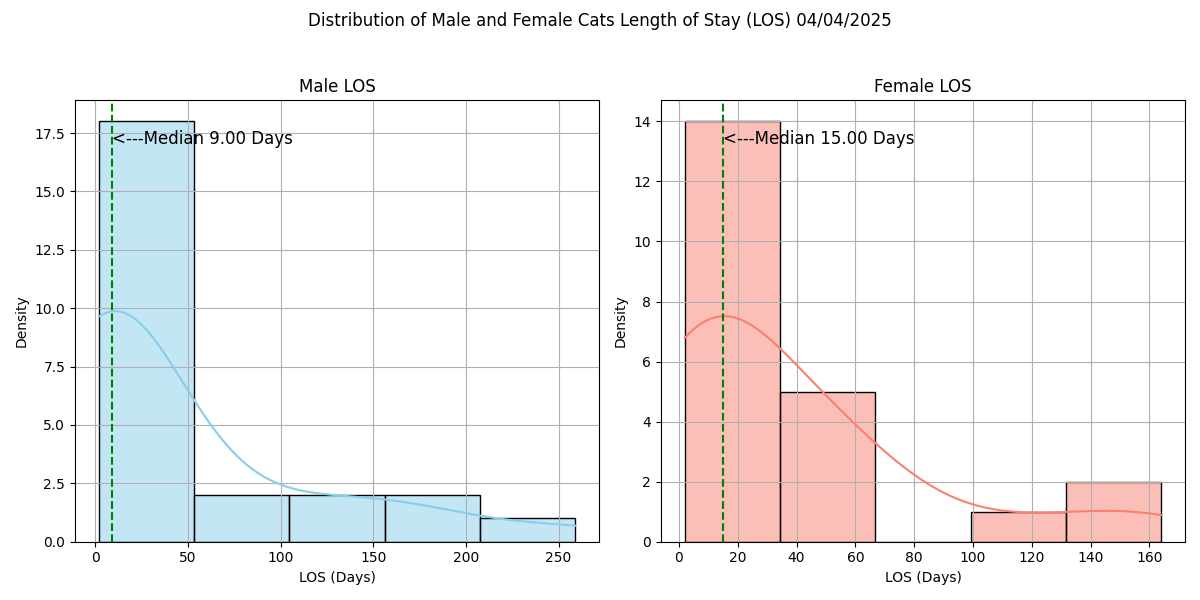 Distribution of Male and Female Cats Length of Stay (LOS) 04/04/2025
Male LOS
17.5
15.0
12.5
10.0
7.5
5.0
2.5
0.0
Density
<---Median 9.00 Days
0 50 100 150 200 250
LOS (Days)
Female LOS
14
12
10
8
6
4
2
0
Density
<---Median 15.00 Days
0 20 40 60 80 100 120 140 160
LOS (Days)